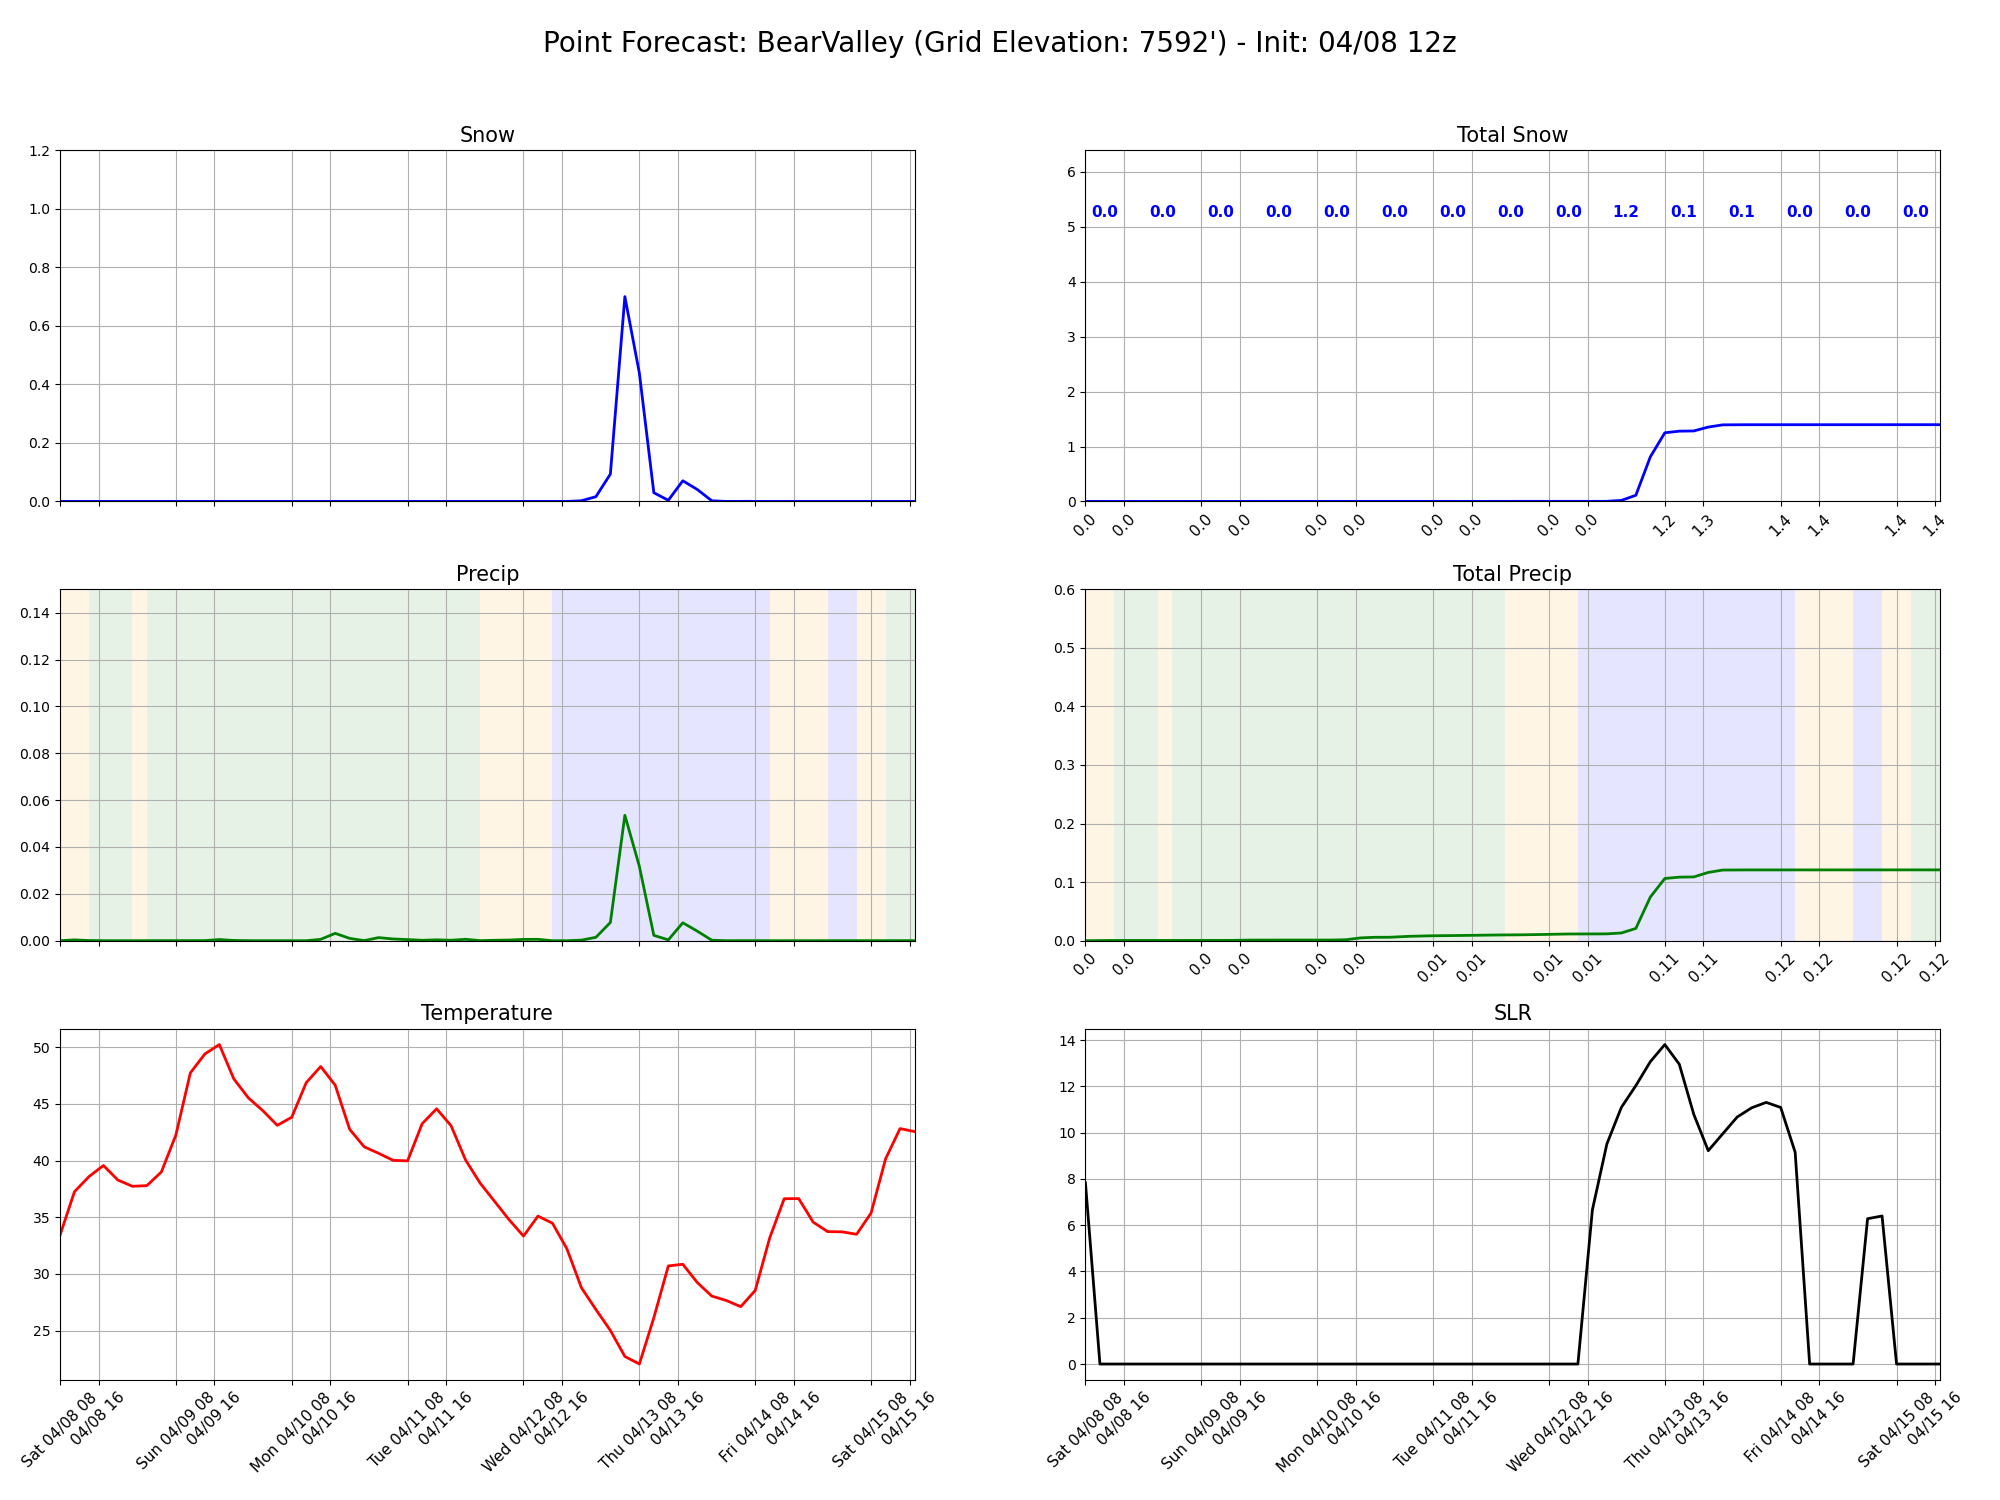 Point Forecast: BearValley (Grid Elevation: 7592') - Init: 04/08 12z
Snow
1.2
1.0
0.8
0.6
0.4
0.2
0.0
Total Snow
6
5
4
3
2
1
0
0.0 0.0 0.0 0.0 0.0 0.0 0.0 0.0 0.0 1.2 0.1 0.1 0.0 0.0 0.0
0.0 0.0 0.0 0.0 0.0 0.0 0.0 0.0 0.0 0.0 1.2 1.3 1.4 1.4 1.4 1.4
Precip
0.14
0.12
0.10
0.08
0.06
0.04
0.02
0.00
Total Precip
0.6
0.5
0.4
0.3
0.2
0.1
0.0
0.0 0.0 0.0 0.0 0.0 0.0 0.01 0.01 0.01 0.01 0.11 0.11 0.12 0.12 0.12 0.12
Temperature
50
45
40
35
30
25
Sat 04/08 08
04/08 16
Sun 04/09 08
04/09 16
Mon 04/10 08
04/10 16
Tue 04/11 08
04/11 16
Wed 04/12 08
04/12 16
Thu 04/13 08
04/13 16
Fri 04/14 08
04/14 16
Sat 04/15 08
04/15 16
SLR
14
12
10
8
6
4
2
0
Sat 04/08 08
04/08 16
Sun 04/09 08
04/09 16
Mon 04/10 08
04/10 16
Tue 04/11 08
04/11 16
Wed 04/12 08
04/12 16
Thu 04/13 08
04/13 16
Fri 04/14 08
04/14 16
Sat 04/15 08
04/15 16